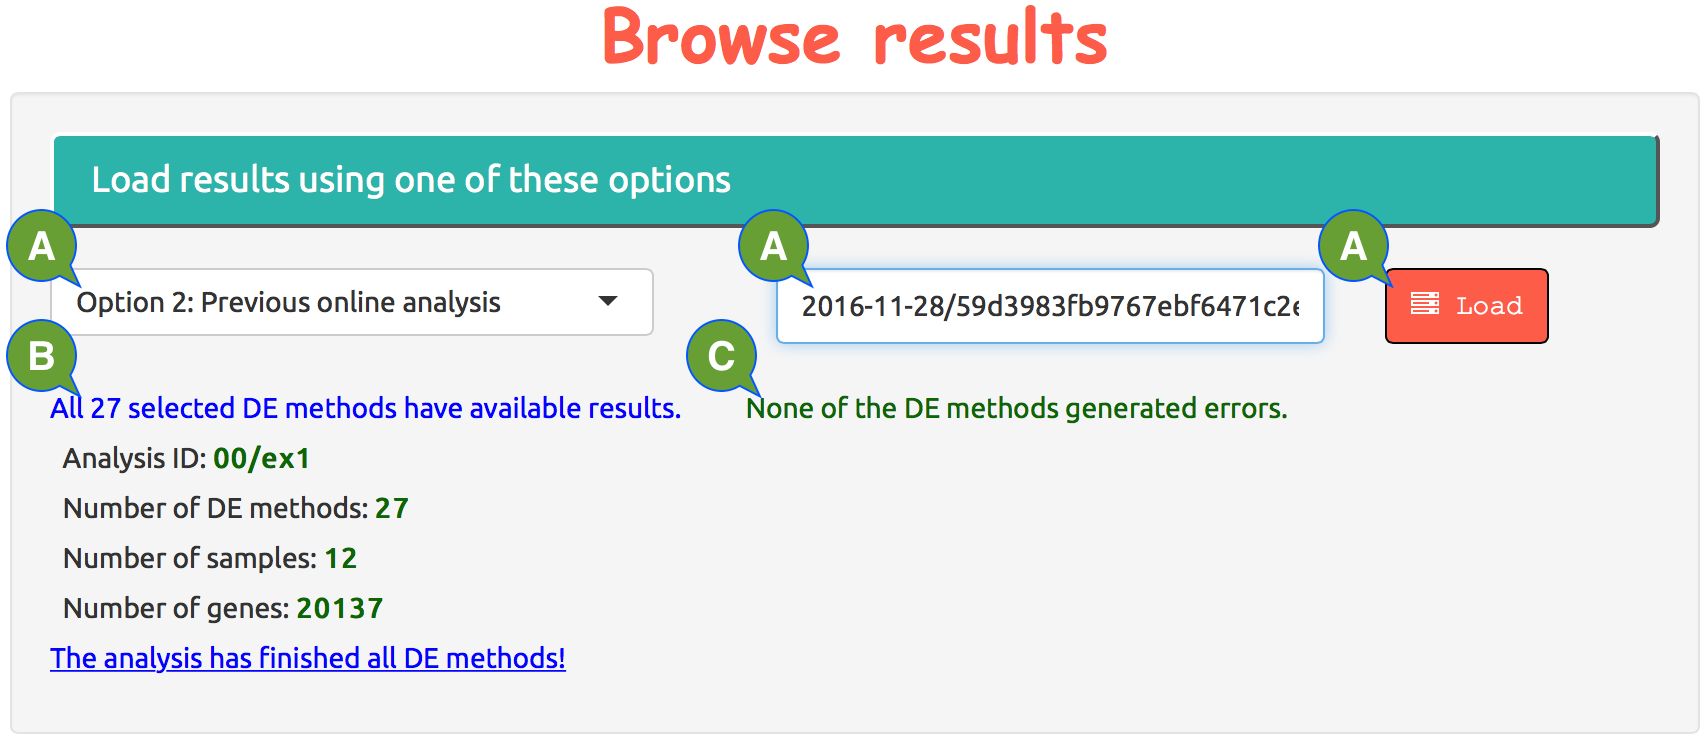 Browse results
Load results using one of these options
A A A
Option 2: Previous online analysis 2016-11-28/59d3983fb9767ebf6471c2e Load
B C
All 27 selected DE methods have available results. None of the DE methods generated errors.
Analysis ID: 00/ex1
Number of DE methods: 27
Number of samples: 12
Number of genes: 20137
The analysis has finished all DE methods!